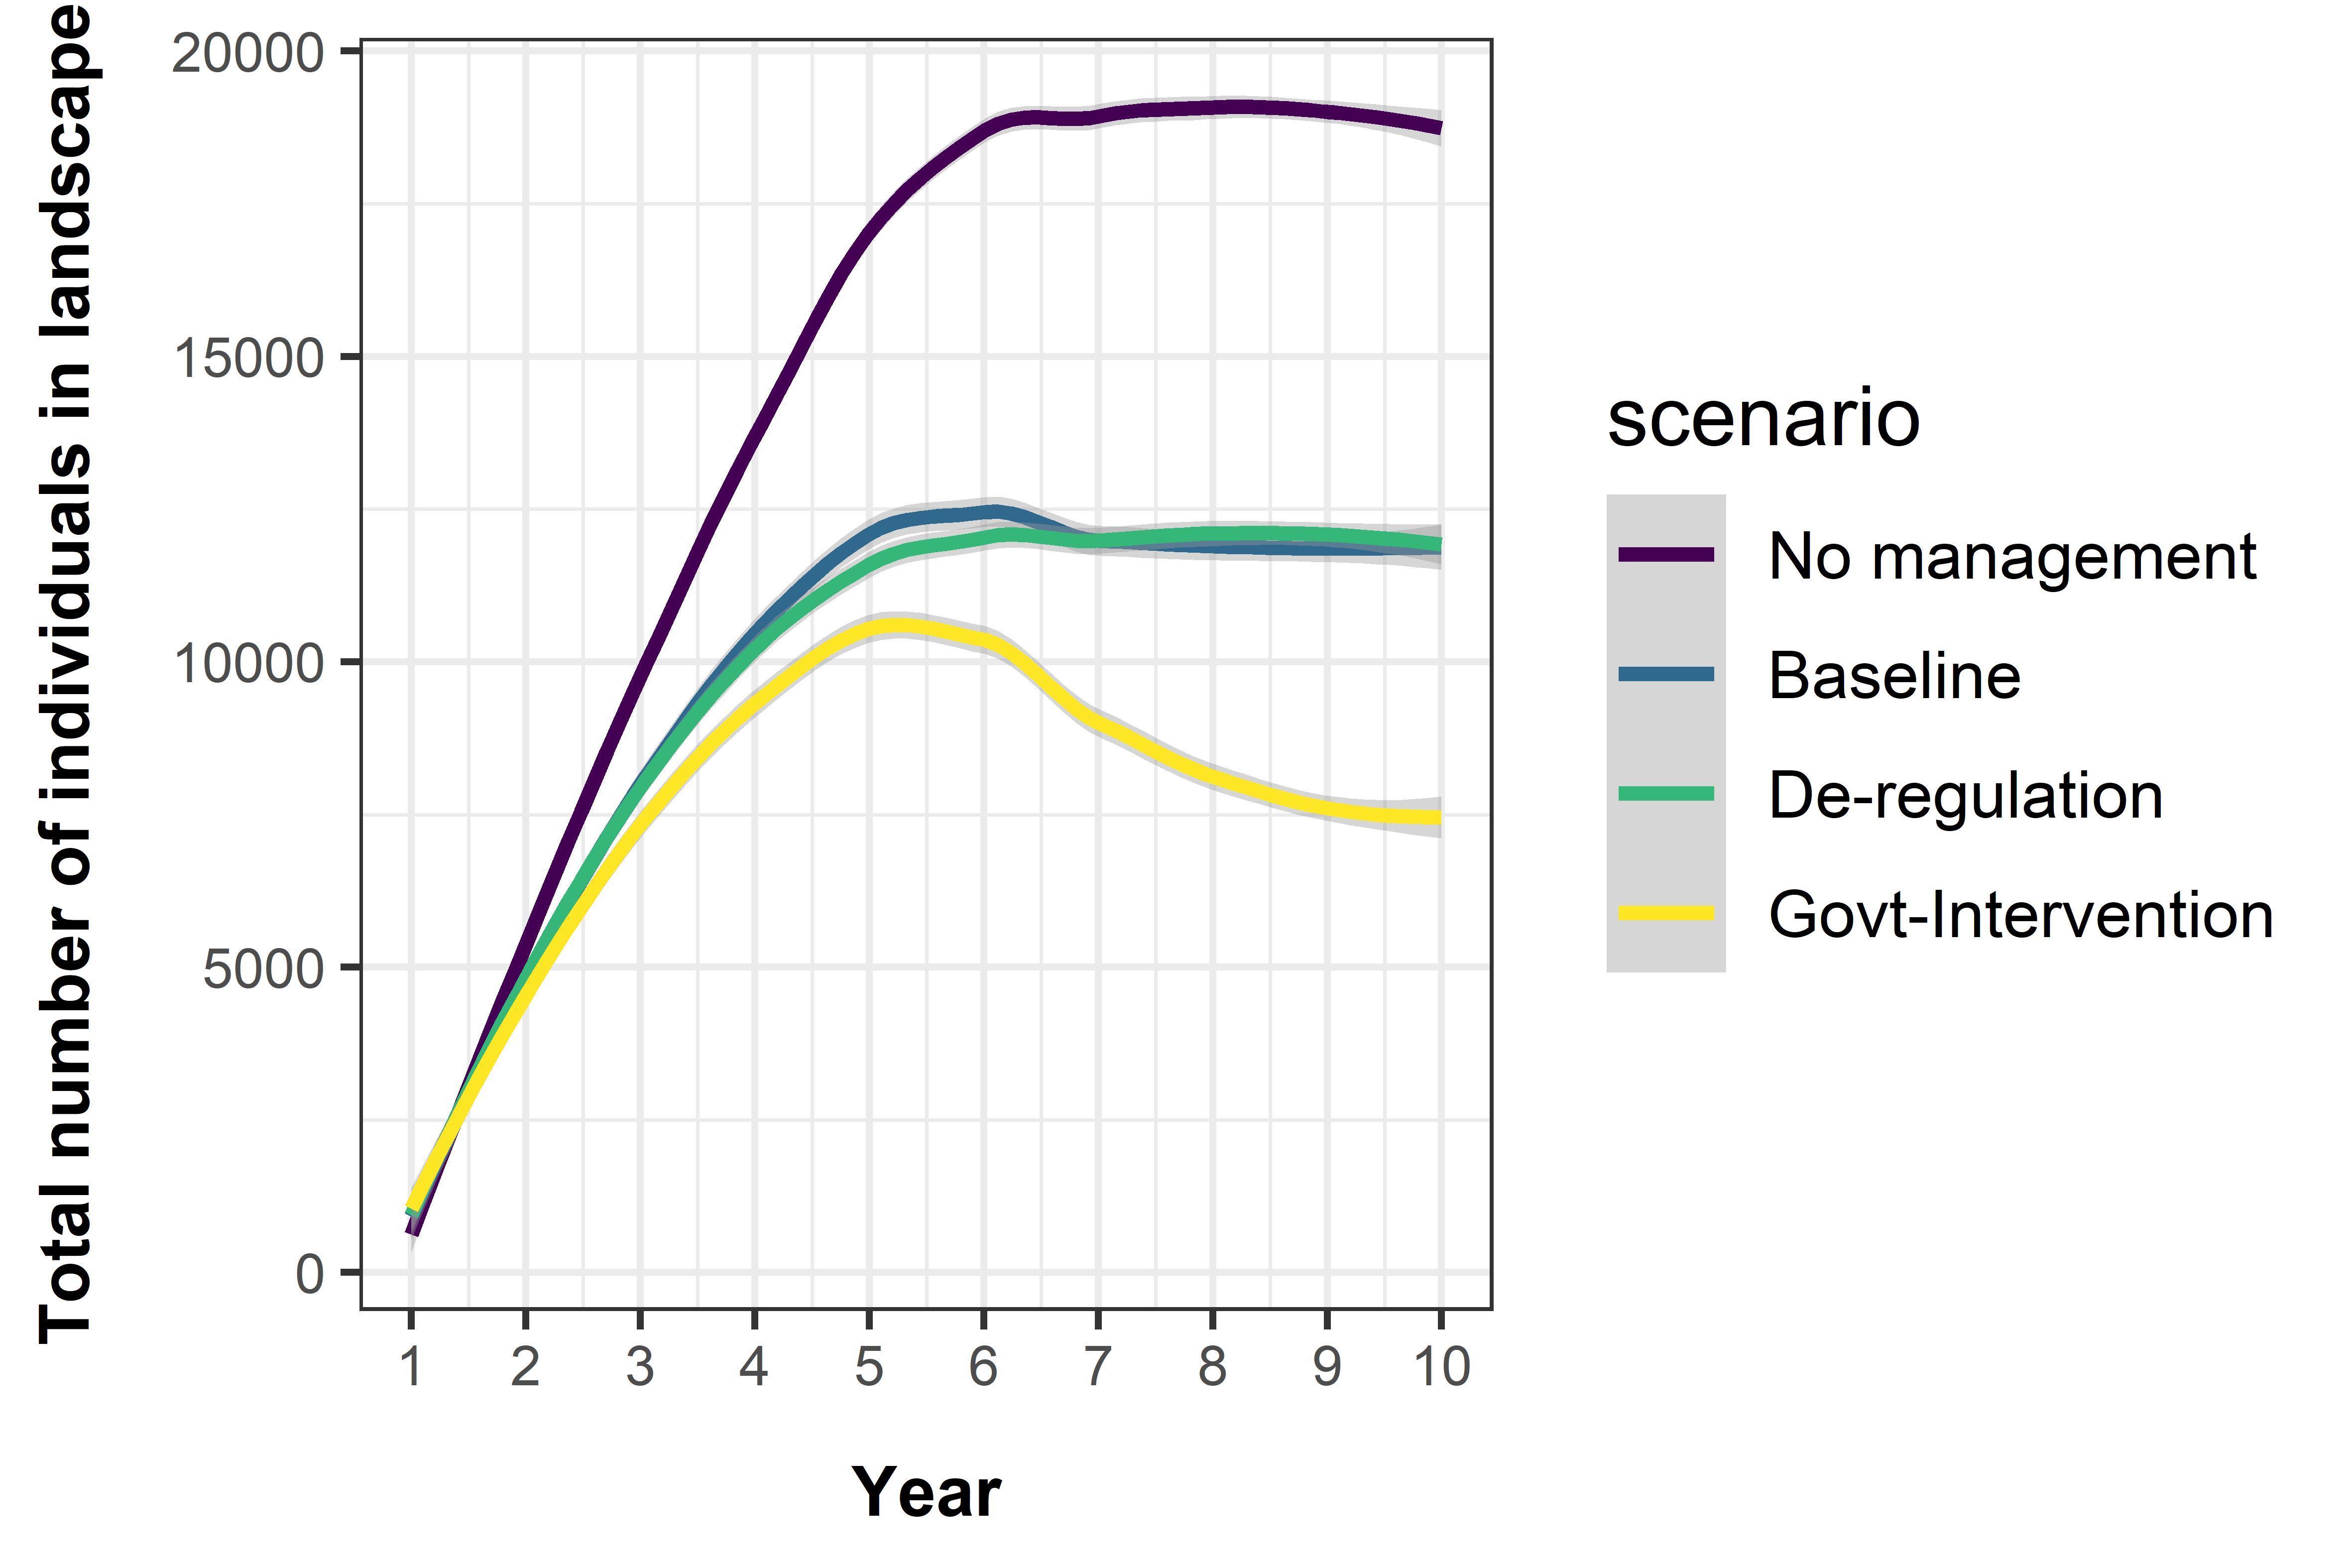 Total number of individuals in landscape
20000
15000
10000
5000
0
1 2 3 4 5 6 7 8 9 10
Year
scenario
No management
Baseline
De-regulation
Govt-Intervention